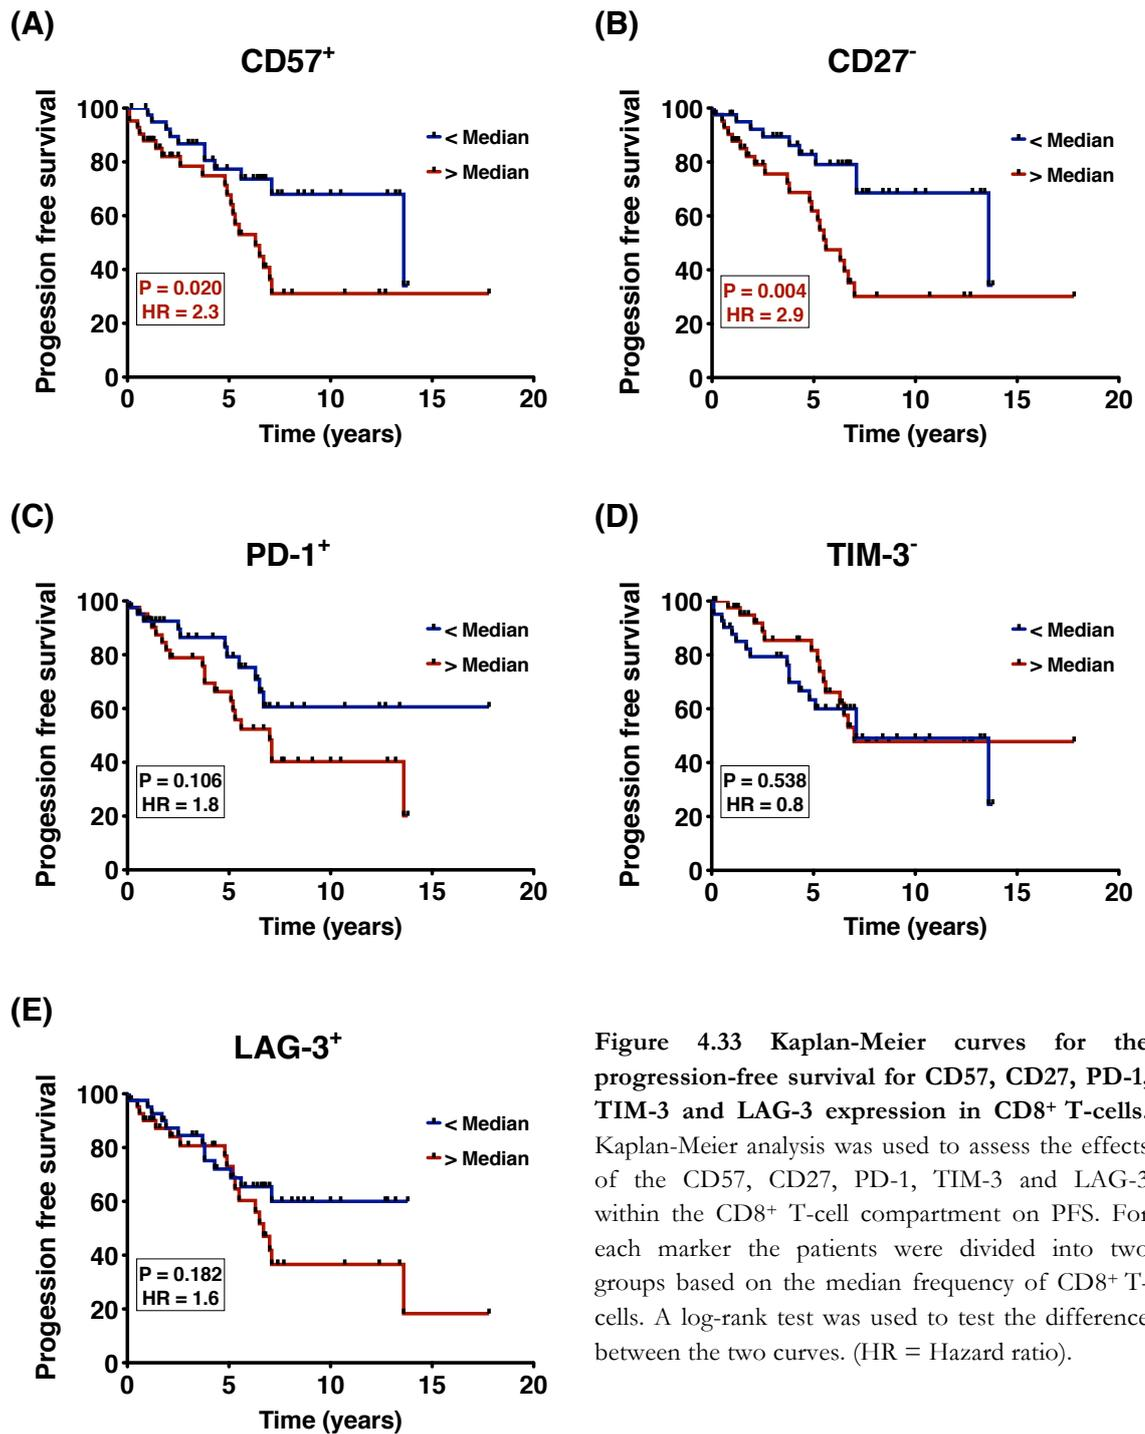 (A)
CD57+
Progession free survival
100
80
60
40
20
0
< Median
> Median
P = 0.020
HR = 2.3
0 5 10 15 20
Time (years)
(B)
CD27-
Progession free survival
100
80
60
40
20
0
< Median
> Median
P = 0.004
HR = 2.9
0 5 10 15 20
Time (years)
(C)
PD-1+
Progession free survival
100
80
60
40
20
0
< Median
> Median
P = 0.106
HR = 1.8
0 5 10 15 20
Time (years)
(D)
TIM-3-
Progession free survival
100
80
60
40
20
0
< Median
> Median
P = 0.538
HR = 0.8
0 5 10 15 20
Time (years)
(E)
LAG-3+
Progession free survival
100
80
60
40
20
0
< Median
> Median
P = 0.182
HR = 1.6
0 5 10 15 20
Time (years)
Figure 4.33 Kaplan-Meier curves for the
progression-free survival for CD57, CD27, PD-1,
TIM-3 and LAG-3 expression in CD8+ T-cells.
Kaplan-Meier analysis was used to assess the effects
of the CD57, CD27, PD-1, TIM-3 and LAG-3
within the CD8+ T-cell compartment on PFS. For
each marker the patients were divided into two
groups based on the median frequency of CD8+ T-
cells. A log-rank test was used to test the difference
between the two curves. (HR = Hazard ratio).